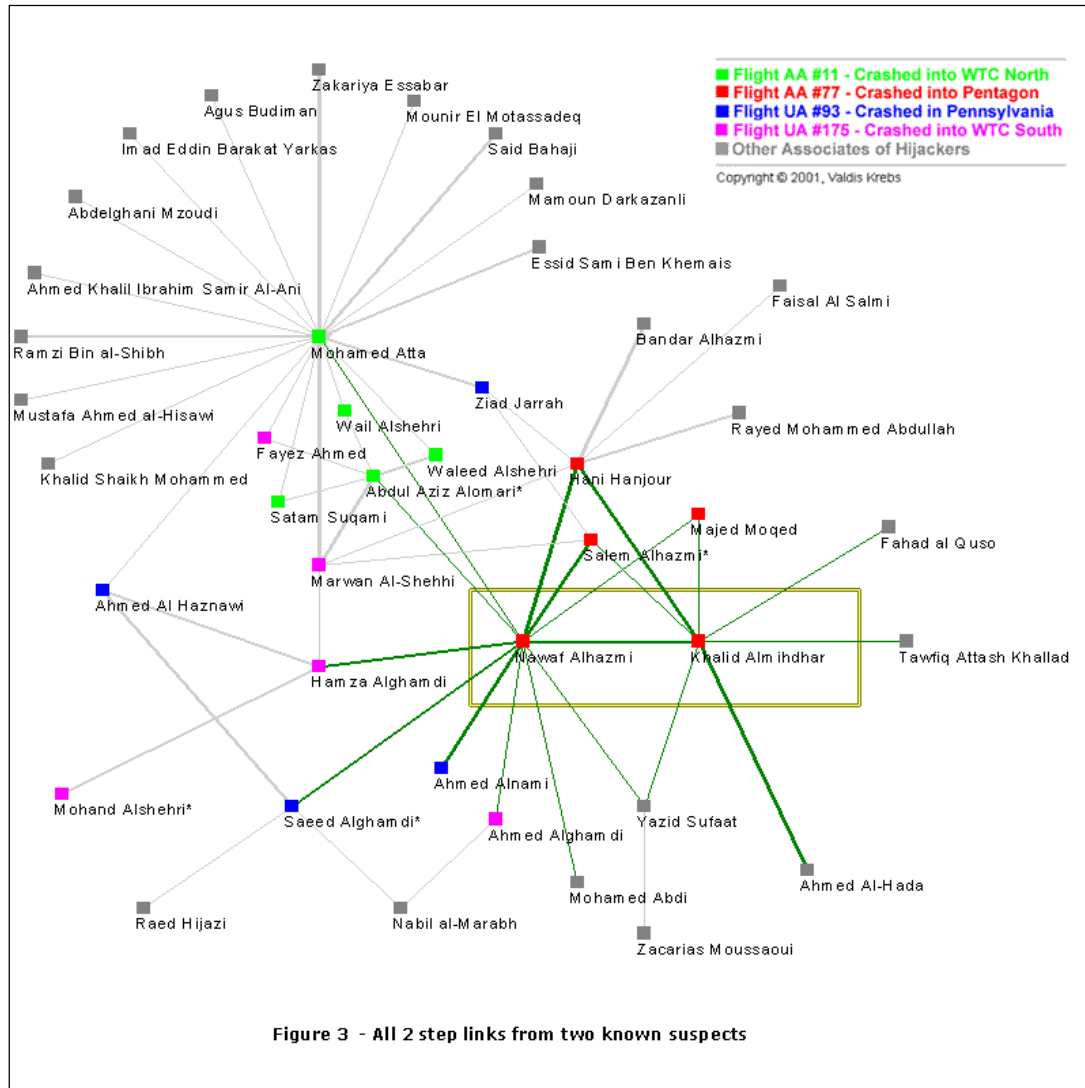 Zakariya Essabar
Flight AA #11 - Crashed into WTC North
Flight AA #77 - Crashed into Pentagon
Flight UA #93 - Crashed in Pennsylvania
Flight UA #175 - Crashed into WTC South
Other Associates of Hijackers
Copyright © 2001, Valdis Krebs
Agus Budiman
Mounir El Motassadeq
Imad Eddin Barakat Yarkas
Said Bahaji
Mamoun Darkazanli
Abdelghani Mzoudi
Essid Sami Ben Khemais
Ahmed Khalil Ibrahim Samir Al-Ani
Faisal Al Salmi
Bandar Alhazmi
Ramzi Bin al-Shibh
Mohamed Atta
Ziad Jarrah
Mustafa Ahmed al-Hisawi
Wail Alshehri
Rayed Mohammed Abdullah
Fayez Ahmed
Waleed Alshehri
Khalid Shaikh Mohammed
Hani Hanjour
Abdul Aziz Alomari*
Satam Suqami
Majed Moqed
Fahad al Quso
Salem Alhazmi*
Marwan Al-Shehhi
Ahmed Al Haznawi
Nawaf Alhazmi
Khalid Almihdhar
Tawfiq Attash Khallad
Hamza Alghamdi
Ahmed Alnami
Mohand Alshehri*
Saeed Alghamdi*
Ahmed Alghamdi
Yazid Sufaat
Ahmed Al-Hada
Mohamed Abdi
Raed Hijazi
Nabil al-Marabh
Zacarias Moussaoui
Figure 3 - All 2 step links from two known suspects